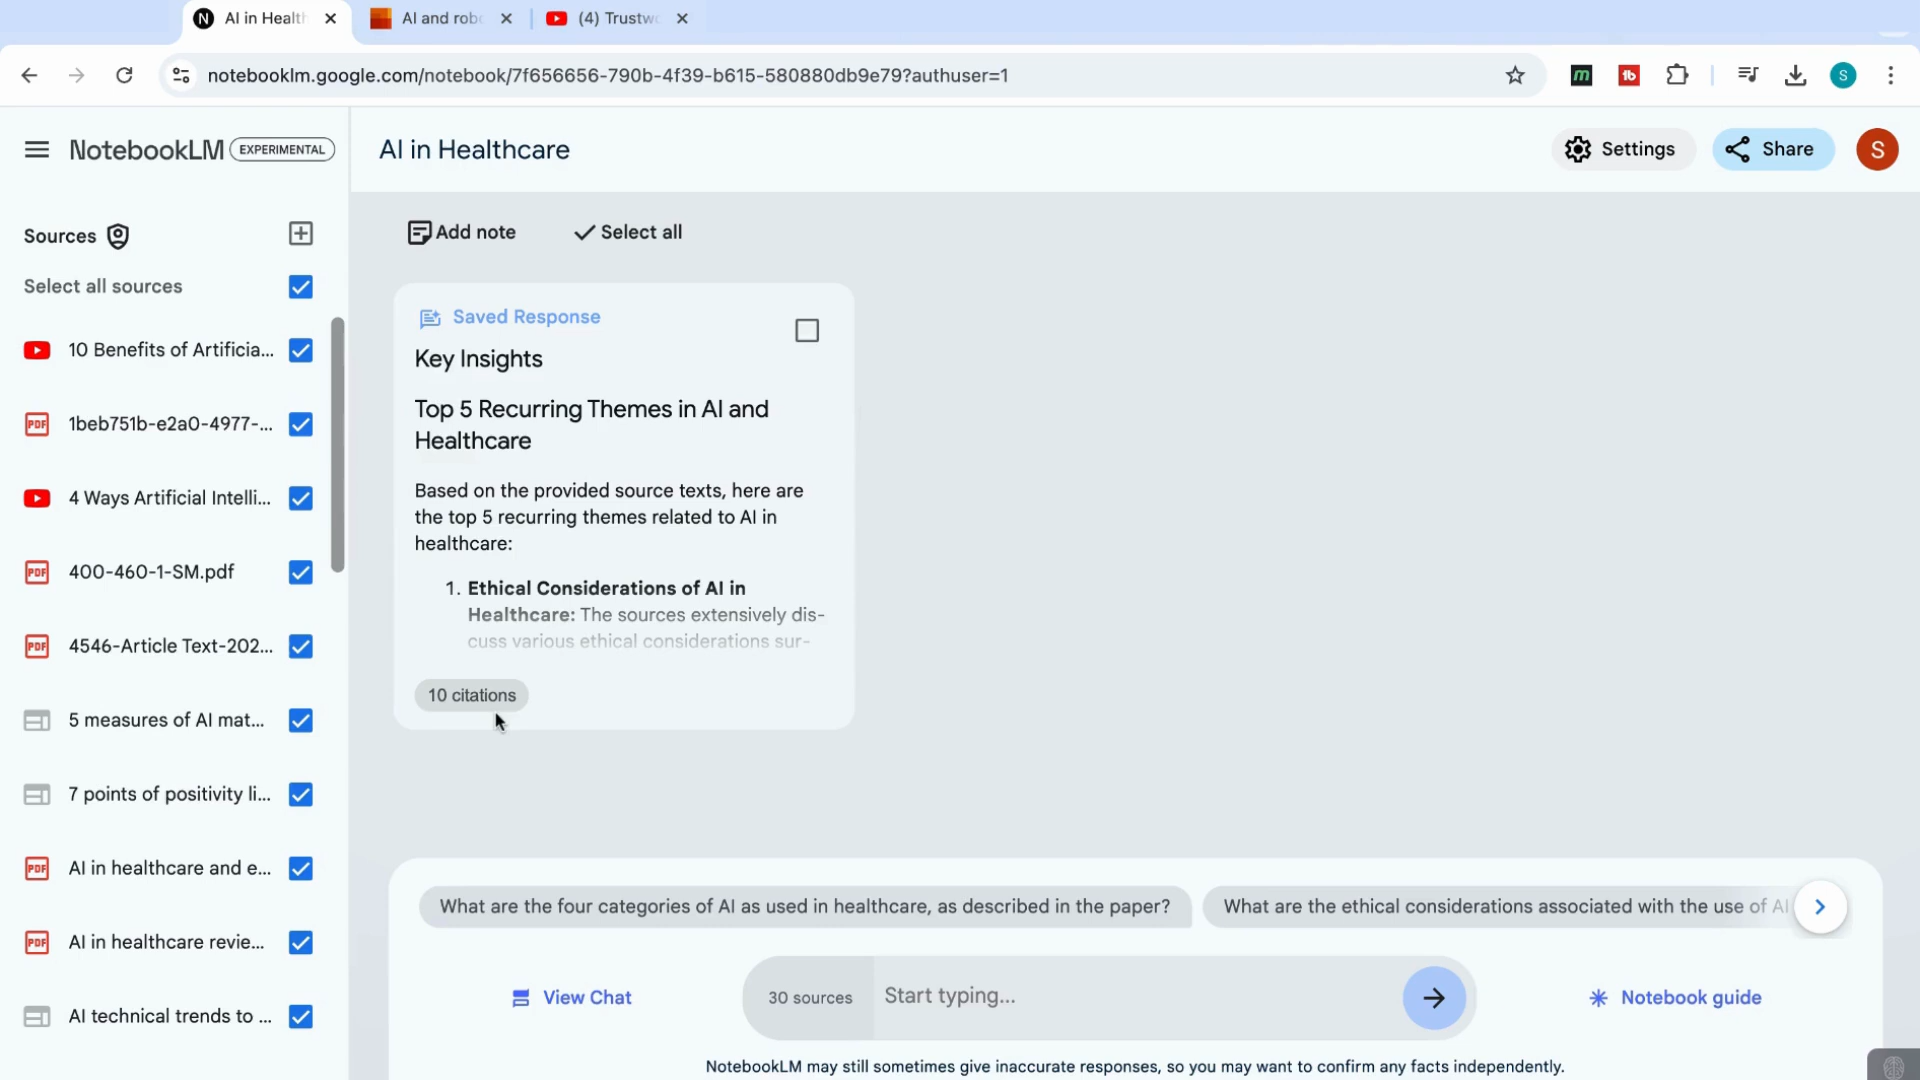 AI in Healt
AI and rob
(4) Trustw
notebooklm.google.com/notebook/7f656656-790b-4f39-b615-580880db9e79?authuser=1
S
NotebookLM EXPERIMENTAL
AI in Healthcare
Settings
Share
S
Sources
Add note
Select all
Select all sources
10 Benefits of Artificia...
1beb751b-e2a0-4977-...
4 Ways Artificial Intelli...
400-460-1-SM.pdf
4546-Article Text-202...
5 measures of AI mat...
7 points of positivity li...
AI in healthcare and e...
AI in healthcare revie...
AI technical trends to ...
Saved Response
Key Insights
Top 5 Recurring Themes in AI and
Healthcare
Based on the provided source texts, here are
the top 5 recurring themes related to AI in
healthcare:
1. Ethical Considerations of AI in
Healthcare: The sources extensively dis-
cuss various ethical considerations sur-
10 citations
What are the four categories of AI as used in healthcare, as described in the paper?
What are the ethical considerations associated with the use of AI
View Chat
30 sources
Start typing...
Notebook guide
NotebookLM may still sometimes give inaccurate responses, so you may want to confirm any facts independently.